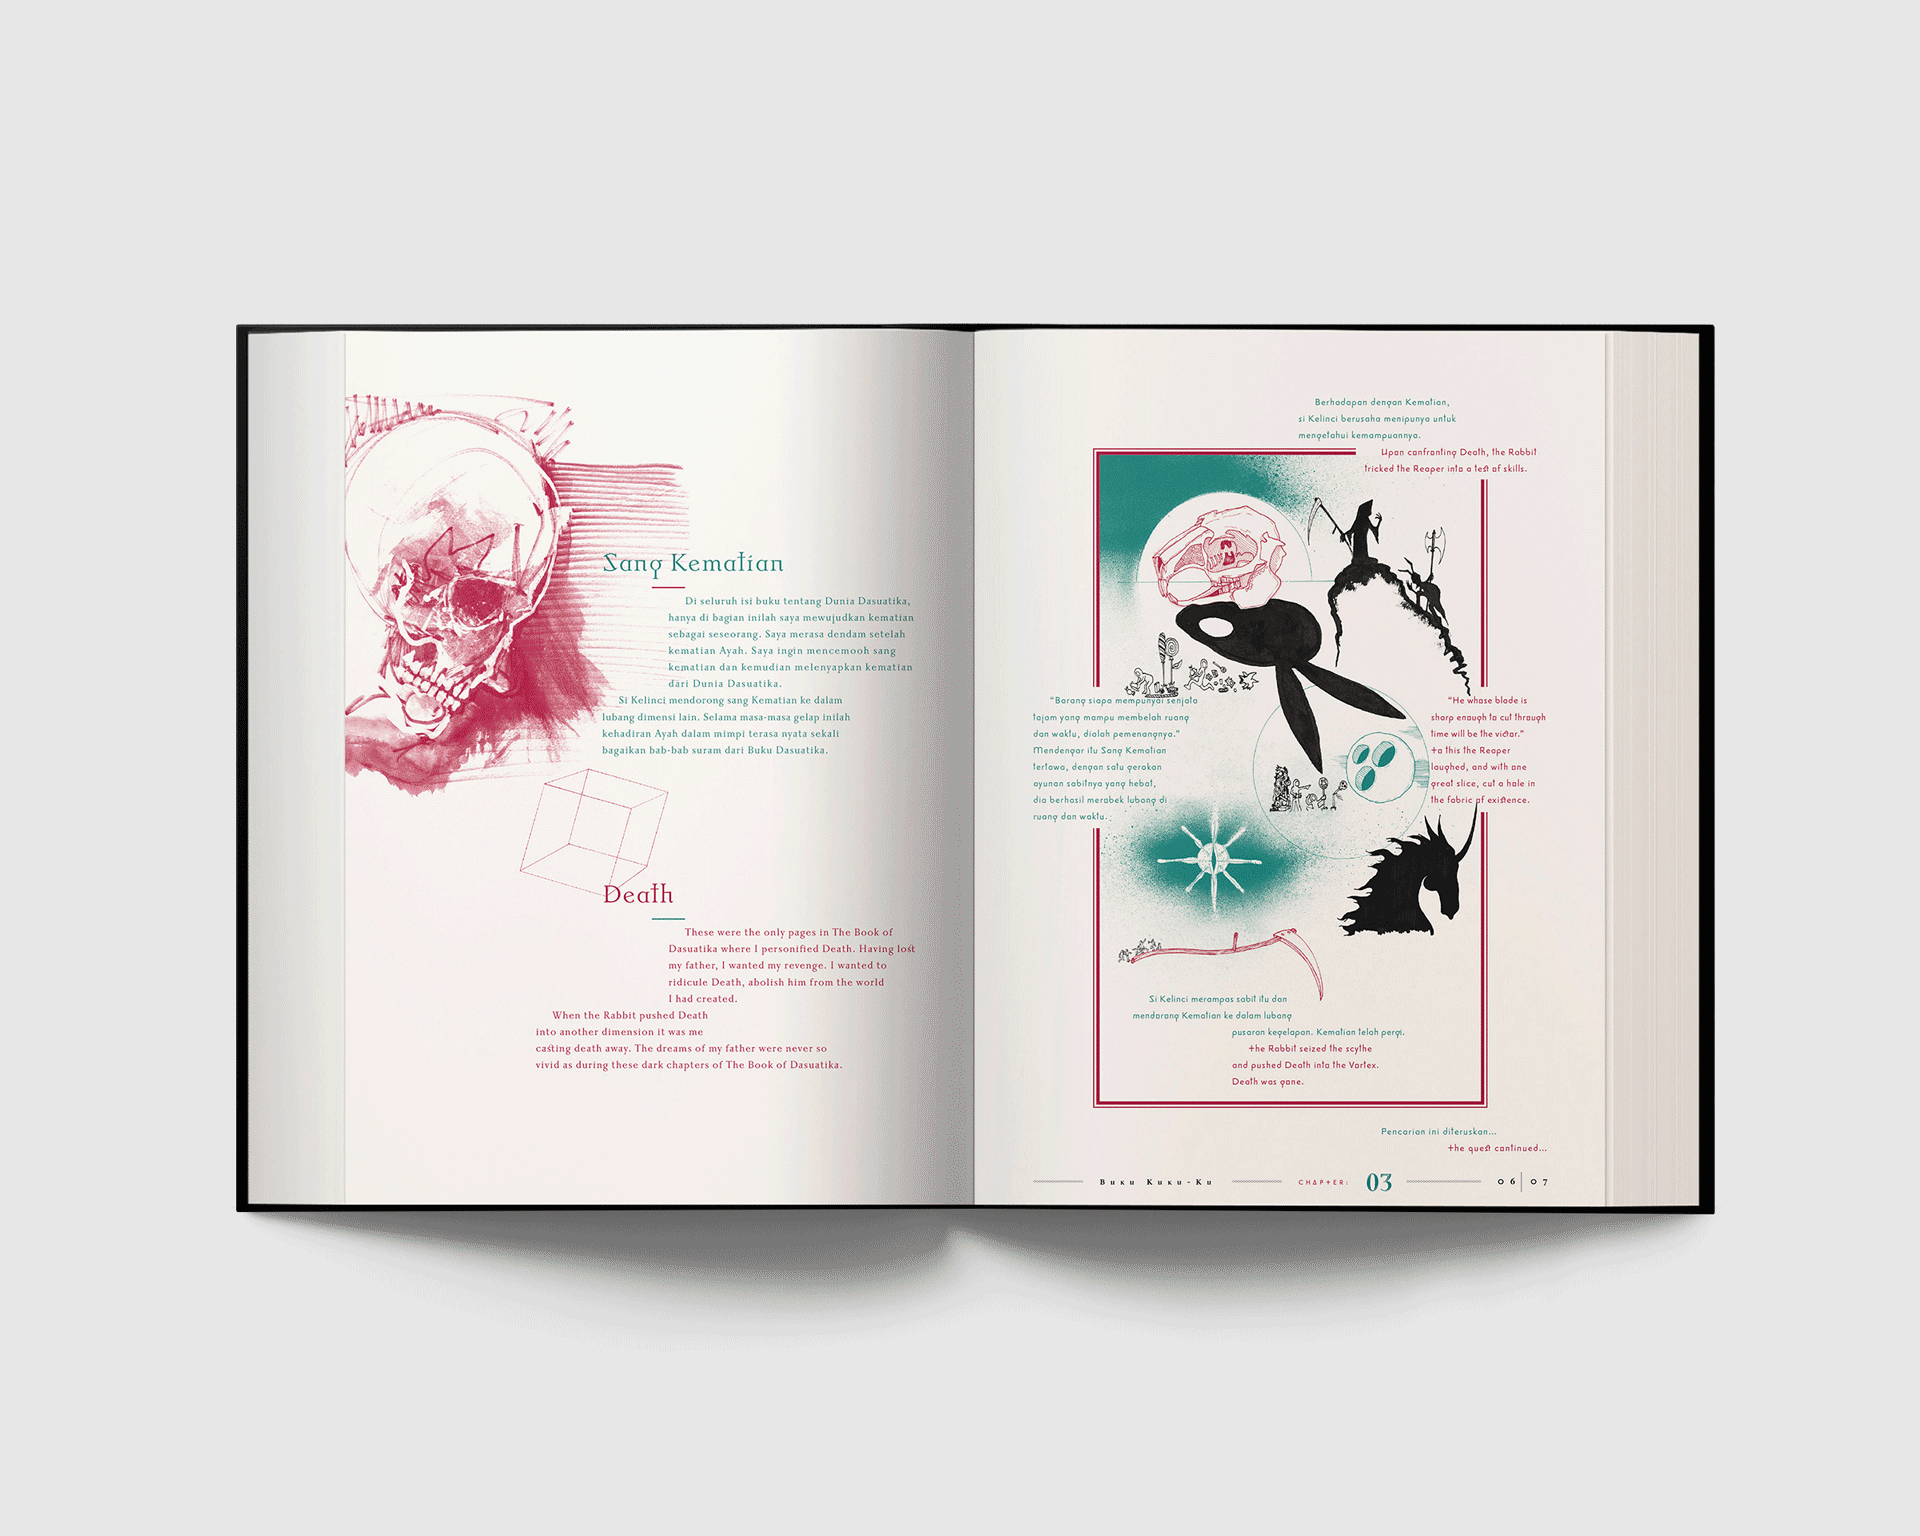 Sang Kematian
Di seluruh isi buku tentang Dunia Dasuatika,
hanya di bagian inilah saya mewujudkan kematian
sebagai seseorang. Saya merasa dendam setelah
kematian Ayah. Saya ingin mencemooh sang
kematian dan kemudian melenyapkan kematian
dari Dunia Dasuatika.
Si Kelinci mendorong sang Kematian ke dalam
lubang dimensi lain. Selama masa-masa gelap inilah
kehadiran Ayah dalam mimpi terasa nyata sekali
bagaikan bab-bab suram dari Buku Dasuatika.
Death
These were the only pages in The Book of
Dasuatika where I personified Death. Having lost
my father, I wanted my revenge. I wanted to
ridicule Death, abolish him from the world
I had created.
When the Rabbit pushed Death
into another dimension it was me
casting death away. The dreams of my father were never so
vivid as during these dark chapters of The Book of Dasuatika.
Berhadapan dengan Kematian,
si Kelinci berusaha menipunya untuk
mengetahui kemampuannya.
Upon confronting Death, the Rabbit
tricked the Reaper into a test of skills.
"Barang siapa mempunyai senjata
tajam yang mampu membelah ruang
dan waktu, dialah pemenangnya."
Mendengar itu Sang Kematian
tertawa, dengan satu gerakan
ayunan sabitnya yang hebat,
dia berhasil merabek lubang di
ruang dan waktu.
"He whose blade is
sharp enough to cut through
time will be the victor."
To this the Reaper
laughed, and with one
great slice, cut a hole in
the fabric of existence.
Si Kelinci merampas sabit itu dan
mendorong Kematian ke dalam lubang
pusaran kegelapan. Kematian telah pergi.
The Rabbit seized the scythe
and pushed Death into the Vortex.
Death was gone.
Pencarian ini diteruskan...
The quest continued...
Buku Kuku-Ku CHAPTER: 03 06 07